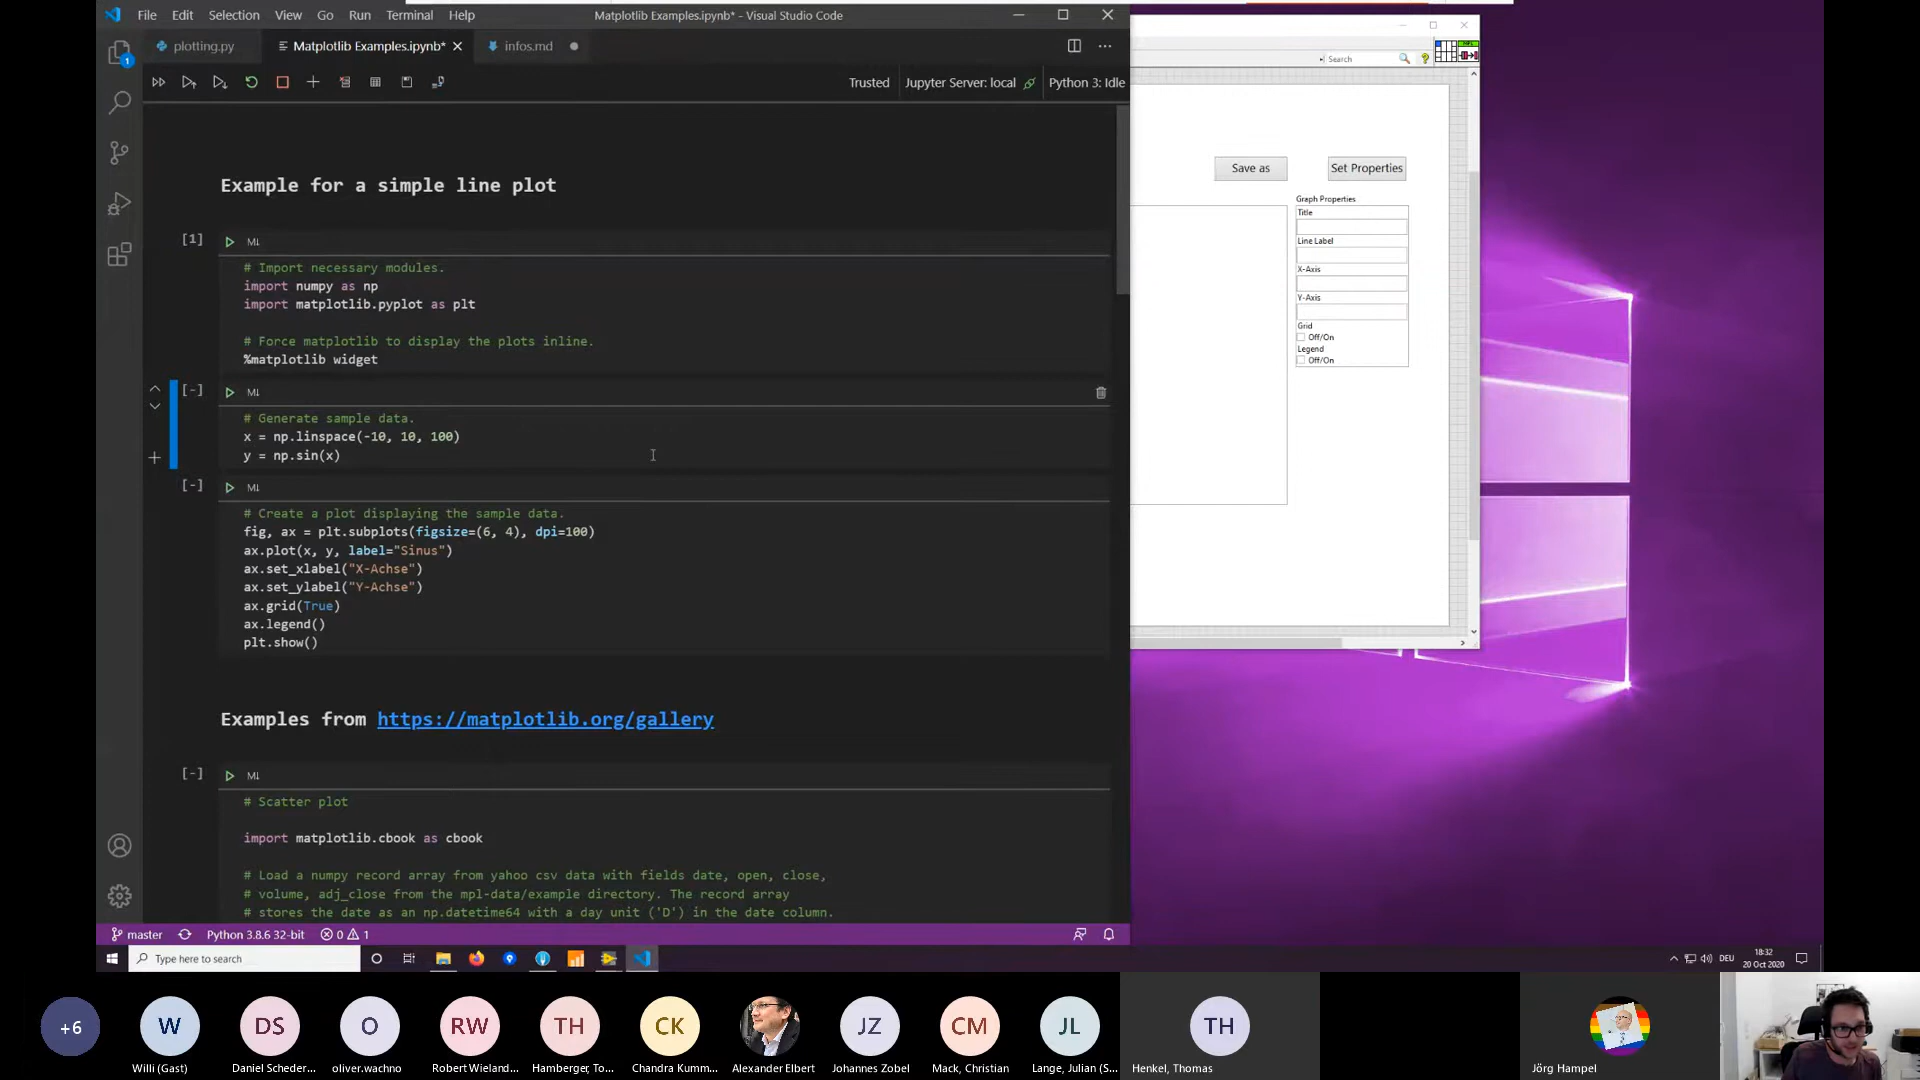 File Edit Selection View Go Run Terminal Help
Matplotlib Examples.ipynb* - Visual Studio Code
plotting.py
Matplotlib Examples.ipynb*
infos.md
Trusted
Jupyter Server: local
Python 3: Idle
Example for a simple line plot
[1]
M↓
# Import necessary modules.
import numpy as np
import matplotlib.pyplot as plt
# Force matplotlib to display the plots inline.
%matplotlib widget
[-]
M↓
# Generate sample data.
x = np.linspace(-10, 10, 100)
y = np.sin(x)
[-]
M↓
# Create a plot displaying the sample data.
fig, ax = plt.subplots(figsize=(6, 4), dpi=100)
ax.plot(x, y, label="Sinus")
ax.set_xlabel("X-Achse")
ax.set_ylabel("Y-Achse")
ax.grid(True)
ax.legend()
plt.show()
Examples from https://matplotlib.org/gallery
[-]
M↓
# Scatter plot
import matplotlib.cbook as cbook
# Load a numpy record array from yahoo csv data with fields date, open, close,
# volume, adj_close from the mpl-data/example directory. The record array
# stores the date as an np.datetime64 with a day unit ('D') in the date column.
1
master
Python 3.8.6 32-bit
0
1
Search
?
Save as
Set Properties
Graph Properties
Title
Line Label
X-Axis
Y-Axis
Grid
Off/On
Legend
Off/On
Type here to search
DEU
18:32
20 Oct 2020
+6
W
DS
O
RW
TH
CK
JZ
CM
JL
TH
Willi (Gast)
Daniel Scheder...
oliver.wachno
Robert Wieland...
Hamberger, To...
Chandra Kumm...
Alexander Elbert
Johannes Zobel
Mack, Christian
Lange, Julian (S...
Henkel, Thomas
Jörg Hampel